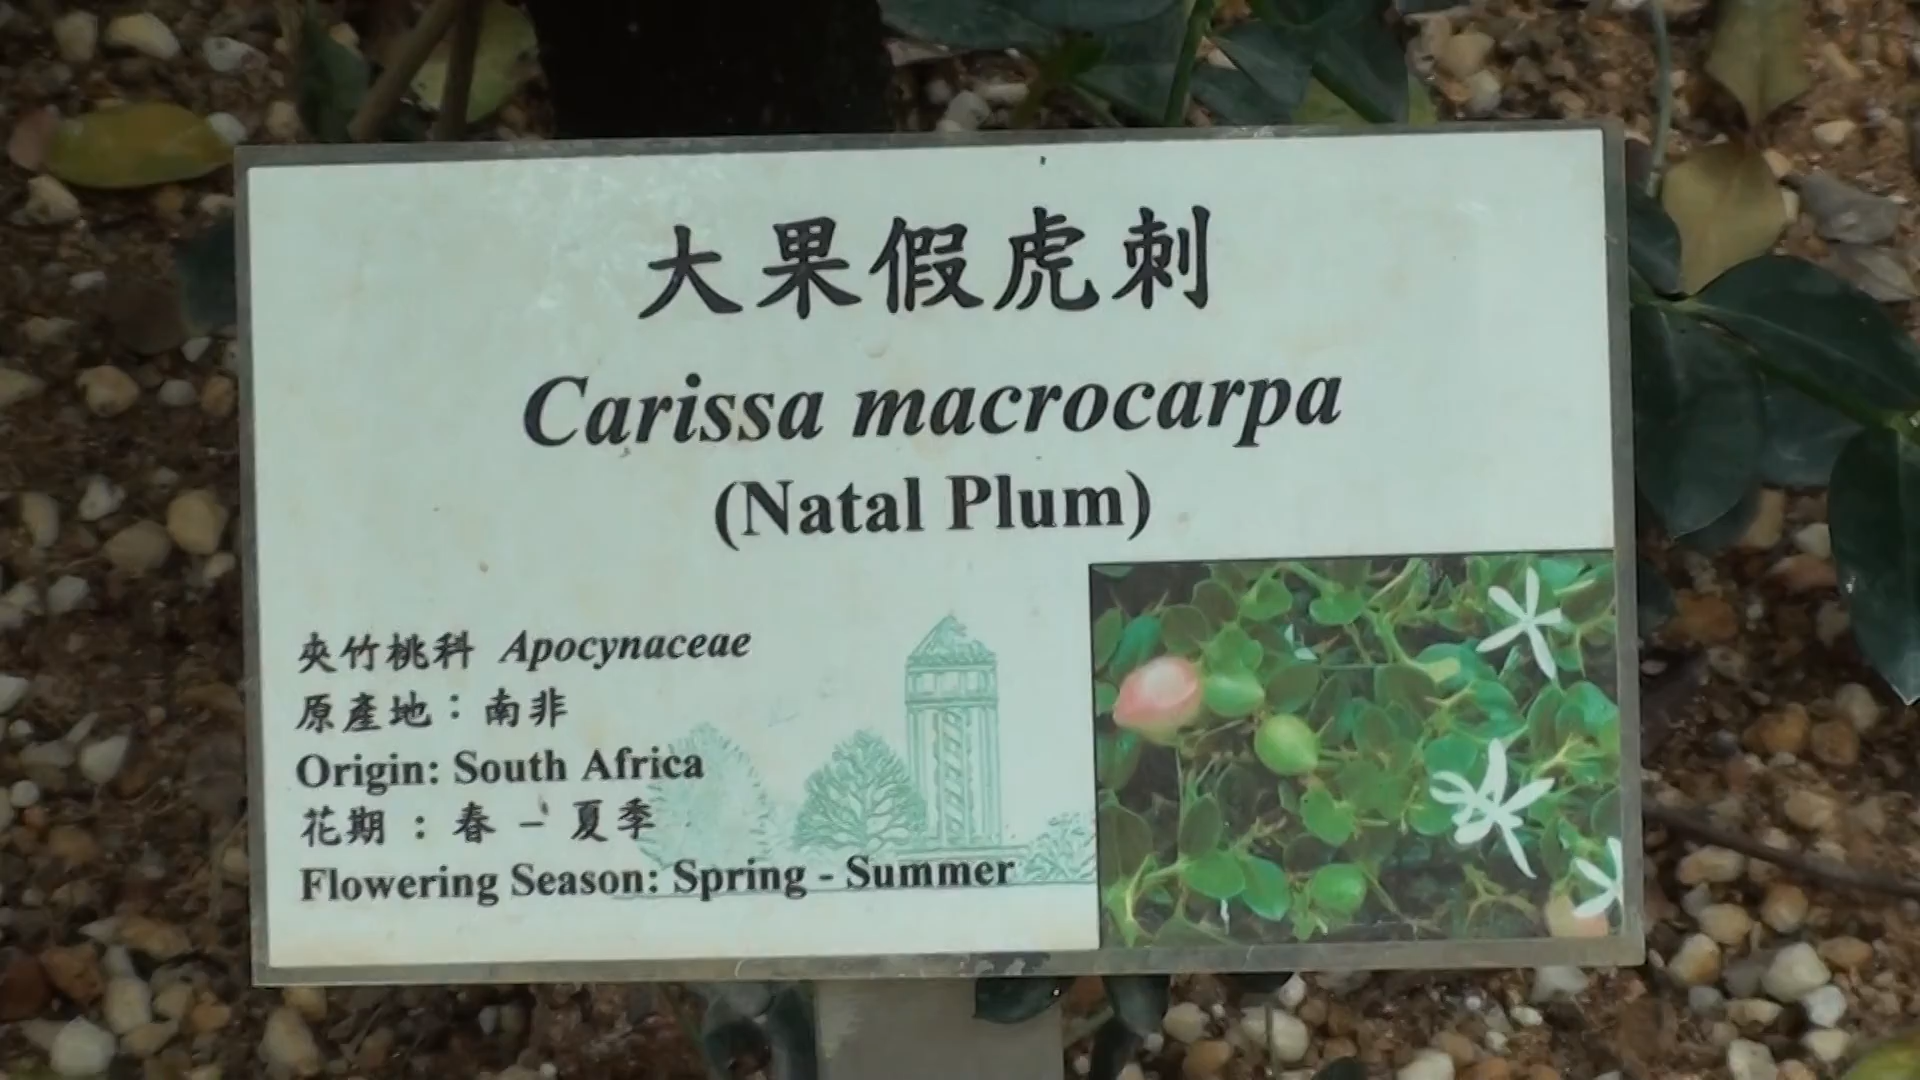 大果假虎刺
Carissa macrocarpa
(Natal Plum)
夾竹桃科 Apocynaceae
原產地：南非
Origin: South Africa
花期：春 – 夏季
Flowering Season: Spring - Summer